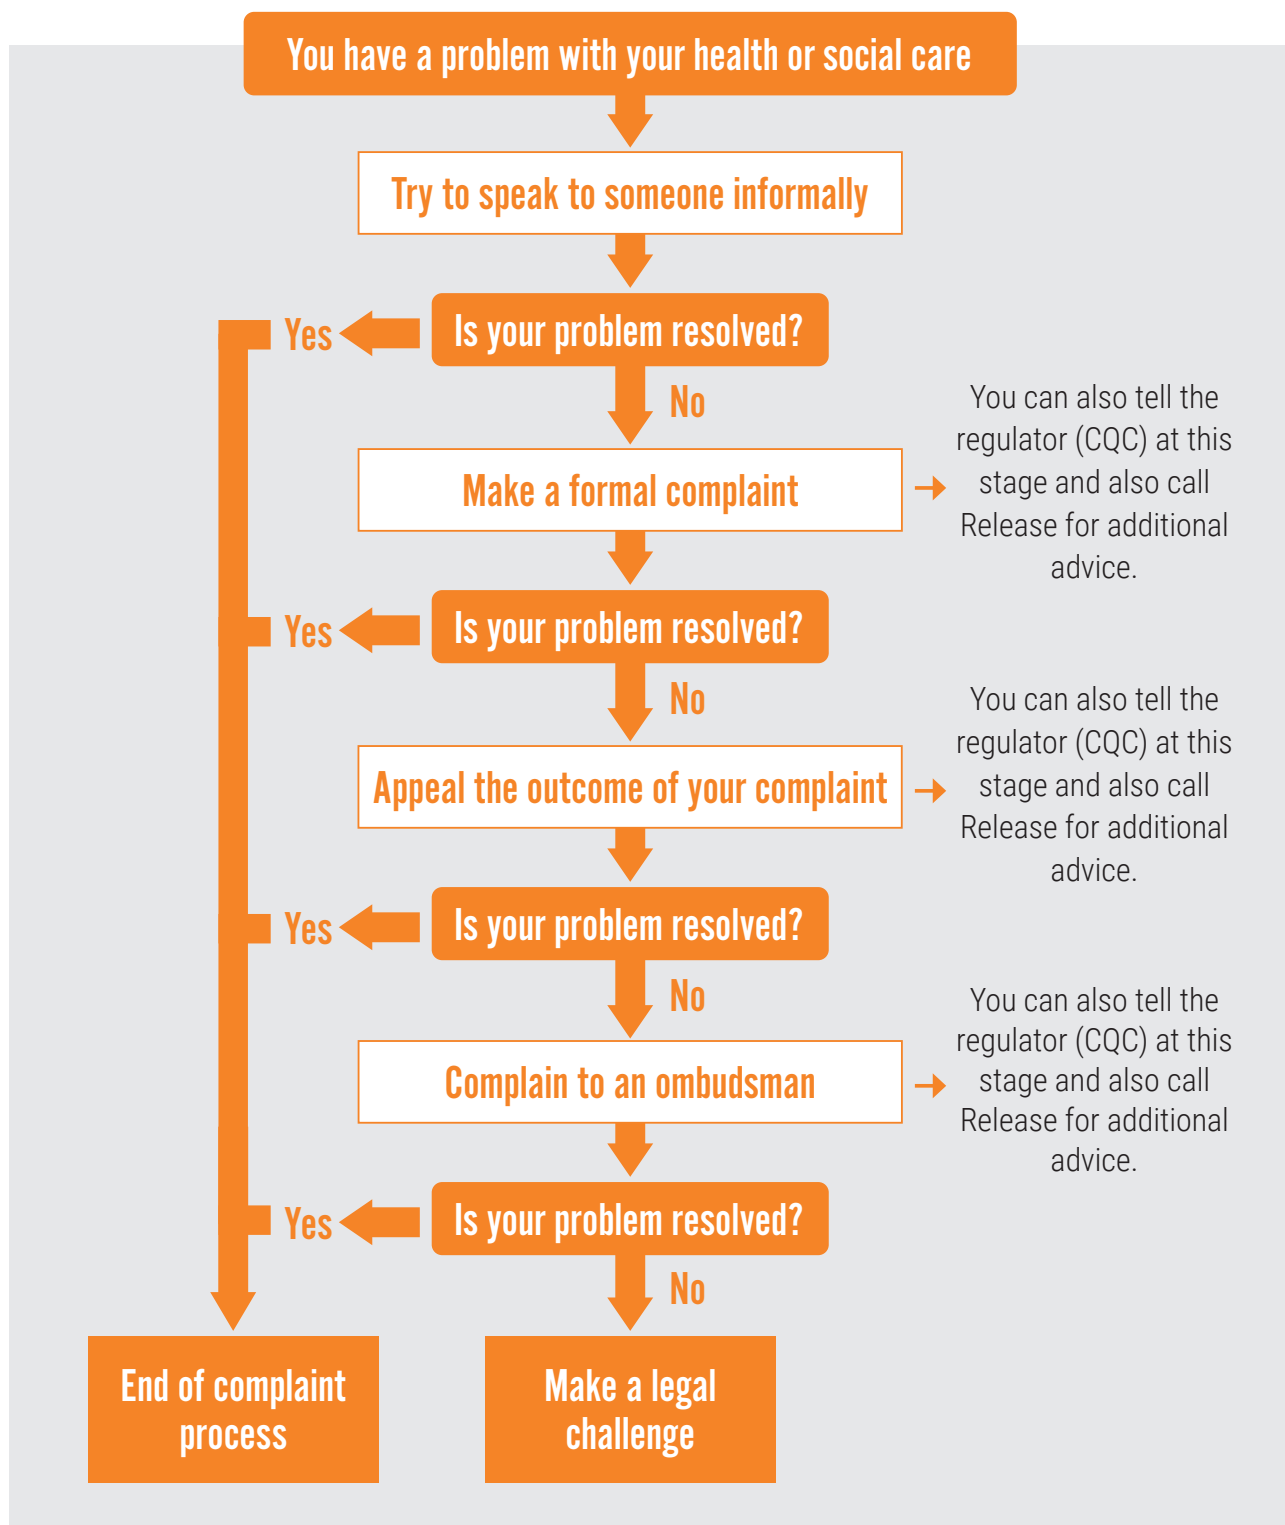 You have a problem with your health or social care
Try to speak to someone informally
Is your problem resolved?
Yes
No
Make a formal complaint
You can also tell the
regulator (CQC) at this
stage and also call
Release for additional
advice.
Is your problem resolved?
Yes
No
Appeal the outcome of your complaint
You can also tell the
regulator (CQC) at this
stage and also call
Release for additional
advice.
Is your problem resolved?
Yes
No
Complain to an ombudsman
You can also tell the
regulator (CQC) at this
stage and also call
Release for additional
advice.
Is your problem resolved?
Yes
No
End of complaint
process
Make a legal
challenge